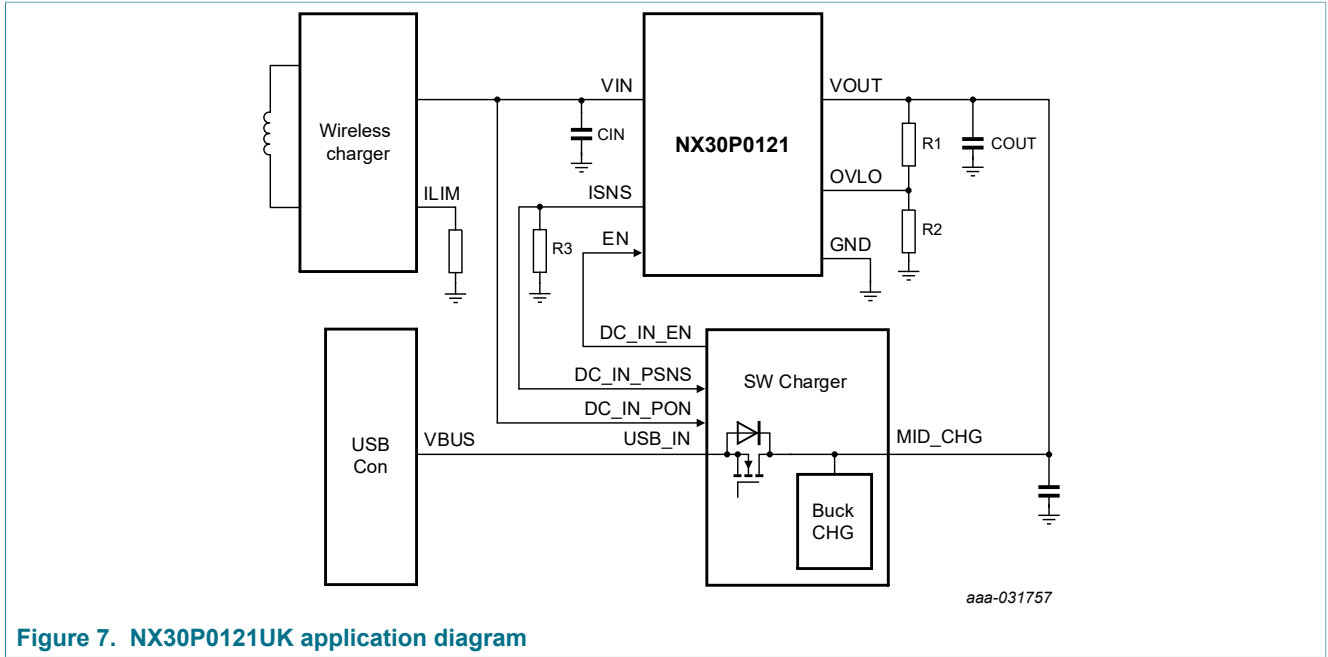 VIN
VOUT
Wireless
charger
CIN
NX30P0121
R1
COUT
ILIM
ISNS
OVLO
R3
EN
R2
GND
DC_IN_EN
DC_IN_PSNS
SW Charger
DC_IN_PON
USB
Con
VBUS
USB_IN
MID_CHG
Buck
CHG
aaa-031757
Figure 7. NX30P0121UK application diagram